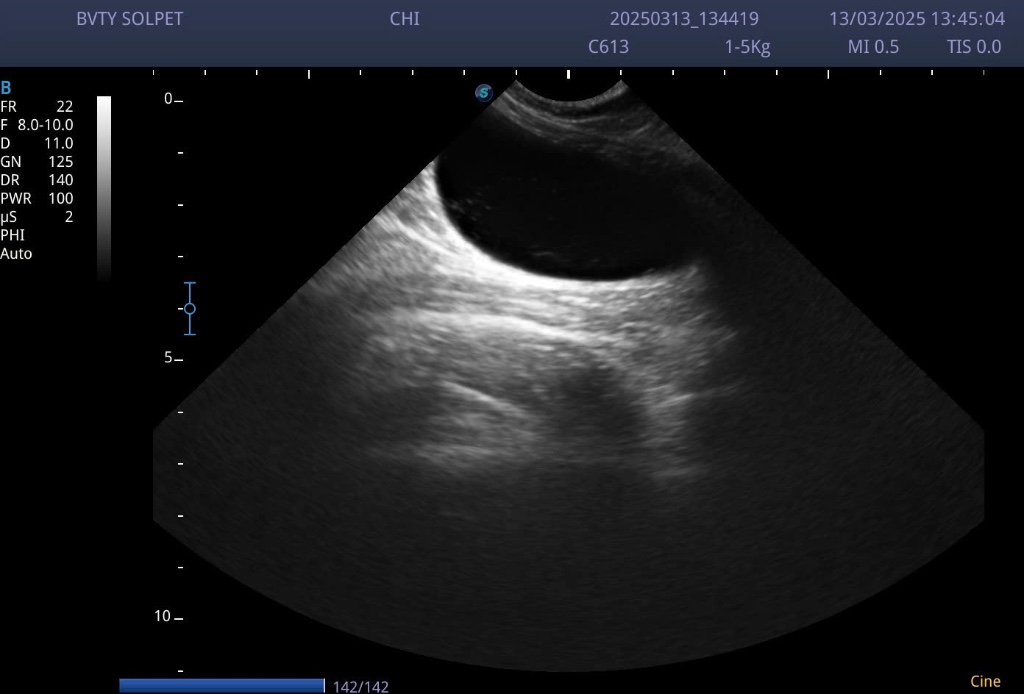 BVTY SOLPET CHI 20250313_134419 13/03/2025 13:45:04
C613 1-5Kg MI 0.5 TIS 0.0
B
FR 22
F 8.0-10.0
D 11.0
GN 125
DR 140
PWR 100
µS 2
PHI
Auto
S
0
5
10
142/142
Cine